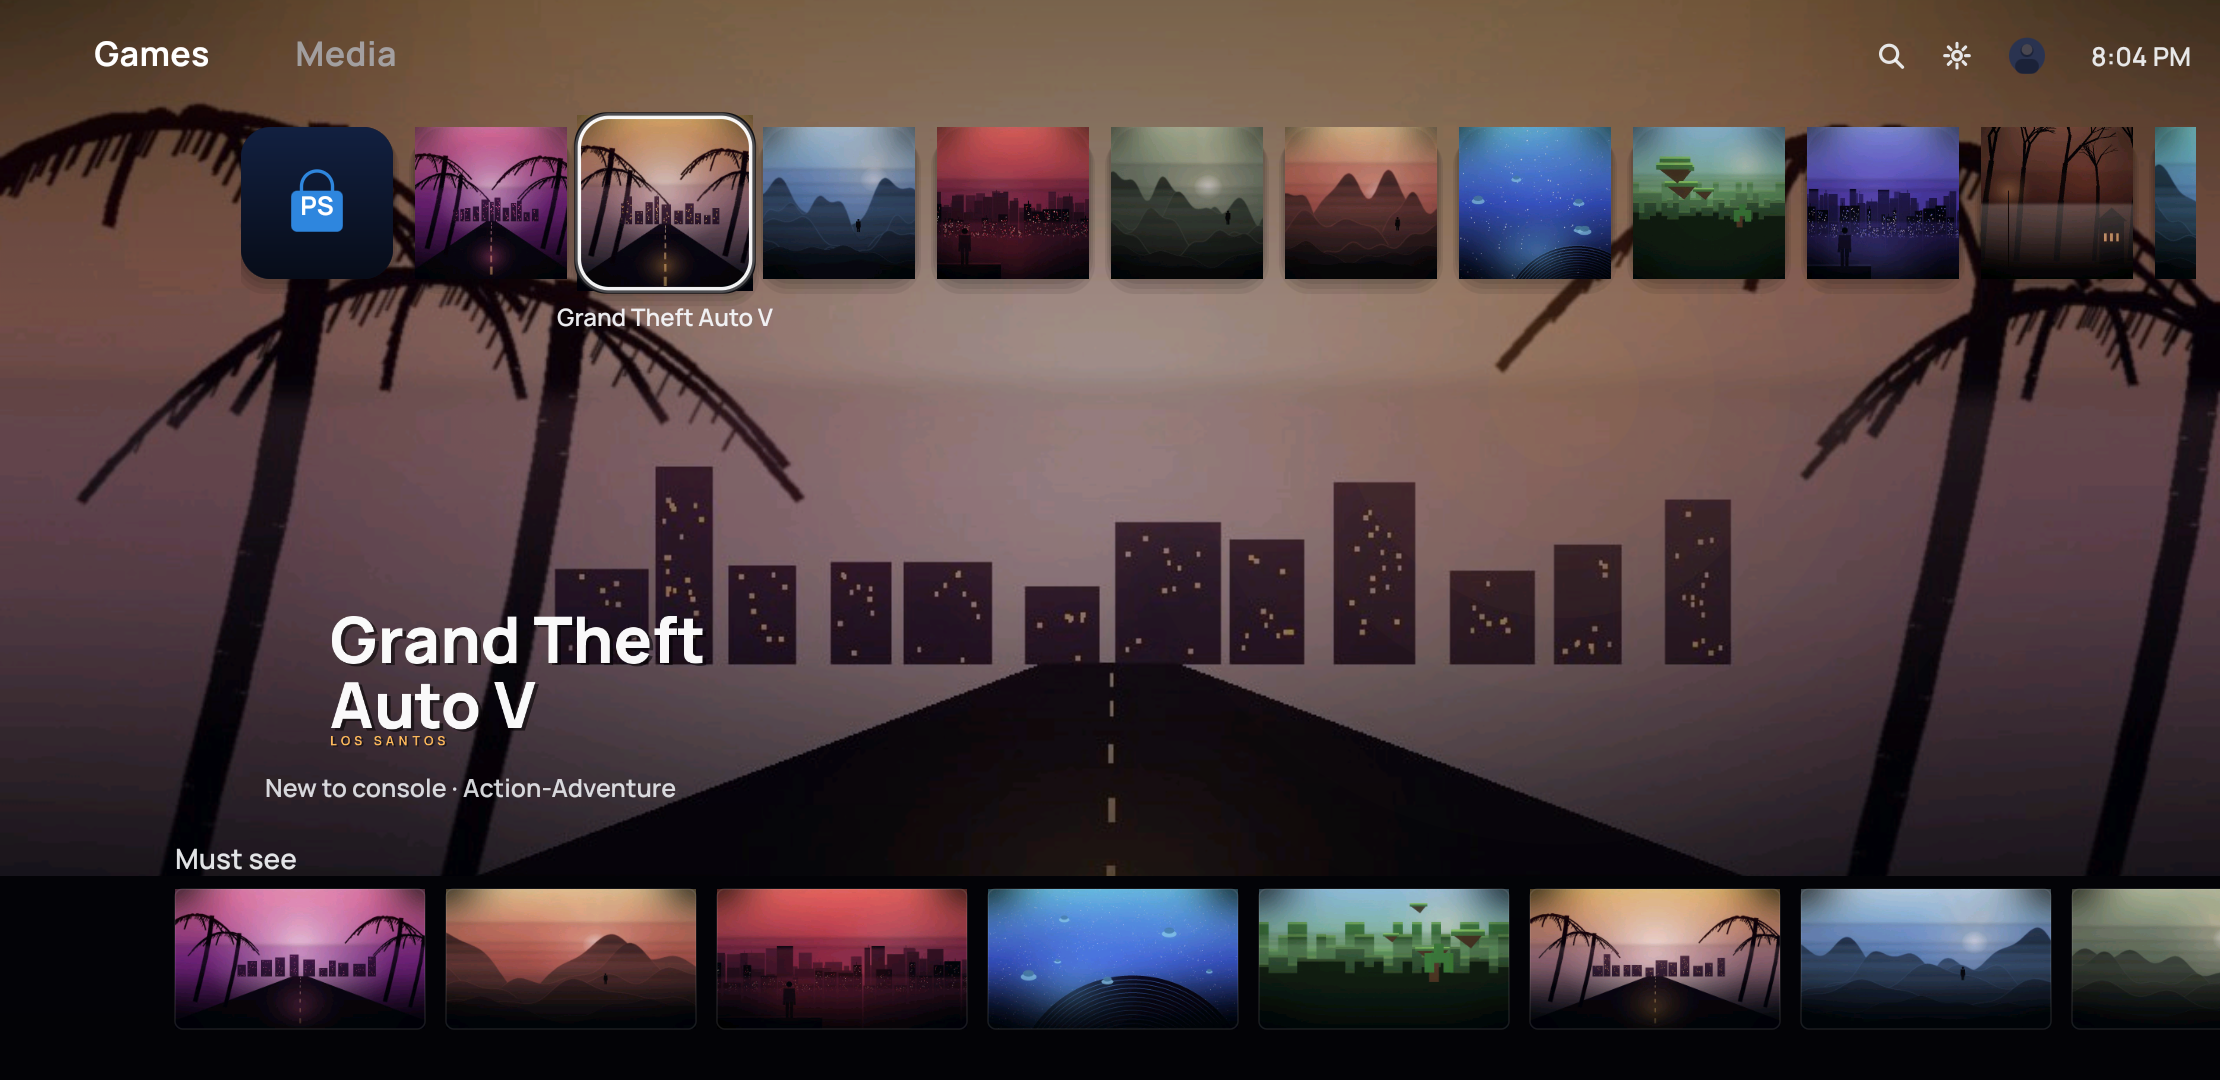 Games
Media
8:04 PM
PS
Grand Theft Auto V
Grand Theft
Auto V
LOS SANTOS
New to console · Action-Adventure
Must see